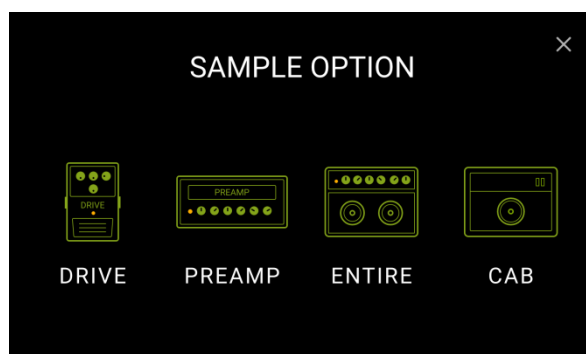 SAMPLE OPTION
DRIVE
PREAMP
DRIVE
PREAMP
ENTIRE
CAB